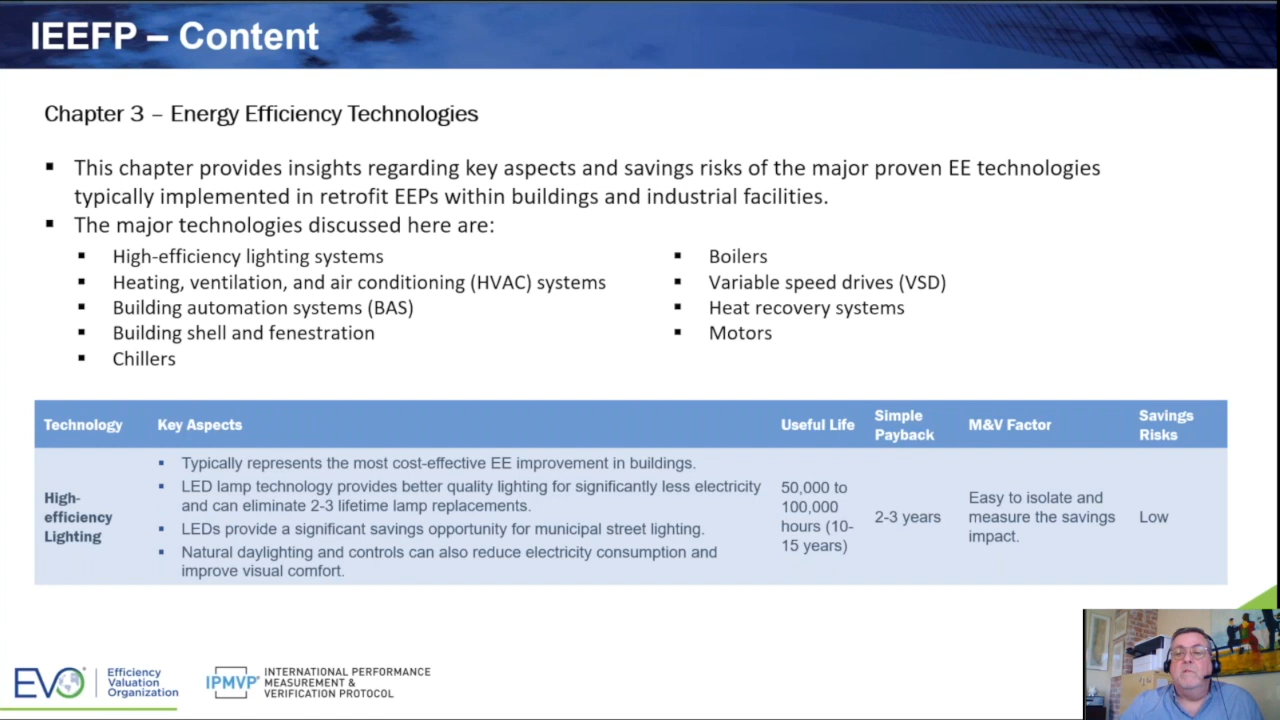 IEEFP – Content
Chapter 3 – Energy Efficiency Technologies
▪ This chapter provides insights regarding key aspects and savings risks of the major proven EE technologies
typically implemented in retrofit EEPs within buildings and industrial facilities.
▪ The major technologies discussed here are:
▪ High-efficiency lighting systems
▪ Heating, ventilation, and air conditioning (HVAC) systems
▪ Building automation systems (BAS)
▪ Building shell and fenestration
▪ Chillers
▪ Boilers
▪ Variable speed drives (VSD)
▪ Heat recovery systems
▪ Motors
Technology
Key Aspects
Useful Life
Simple
Payback
M&V Factor
Savings
Risks
High-
efficiency
Lighting
▪ Typically represents the most cost-effective EE improvement in buildings.
▪ LED lamp technology provides better quality lighting for significantly less electricity
and can eliminate 2-3 lifetime lamp replacements.
▪ LEDs provide a significant savings opportunity for municipal street lighting.
▪ Natural daylighting and controls can also reduce electricity consumption and
improve visual comfort.
50,000 to
100,000
hours (10-
15 years)
2-3 years
Easy to isolate and
measure the savings
impact.
Low
EVO
Efficiency
Valuation
Organization
IPMVP
INTERNATIONAL PERFORMANCE
MEASUREMENT &
VERIFICATION PROTOCOL